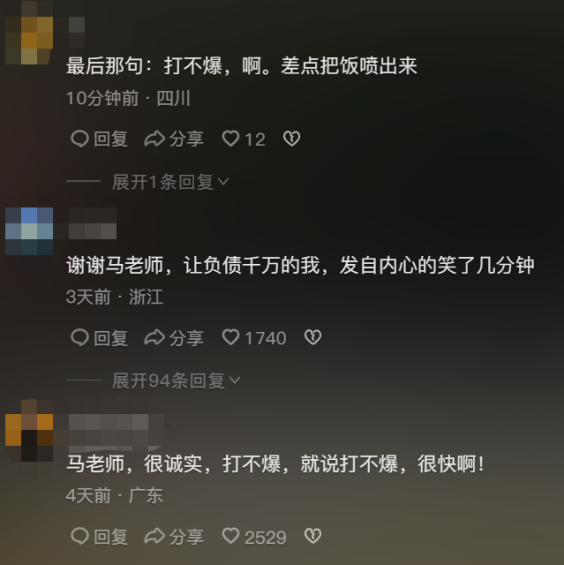 最后那句：打不爆，啊。差点把饭喷出来
10分钟前 · 四川
回复 分享 12
展开1条回复
谢谢马老师，让负债千万的我，发自内心的笑了几分钟
3天前 · 浙江
回复 分享 1740
展开94条回复
马老师，很诚实，打不爆，就说打不爆，很快啊！
4天前 · 广东
回复 分享 2529